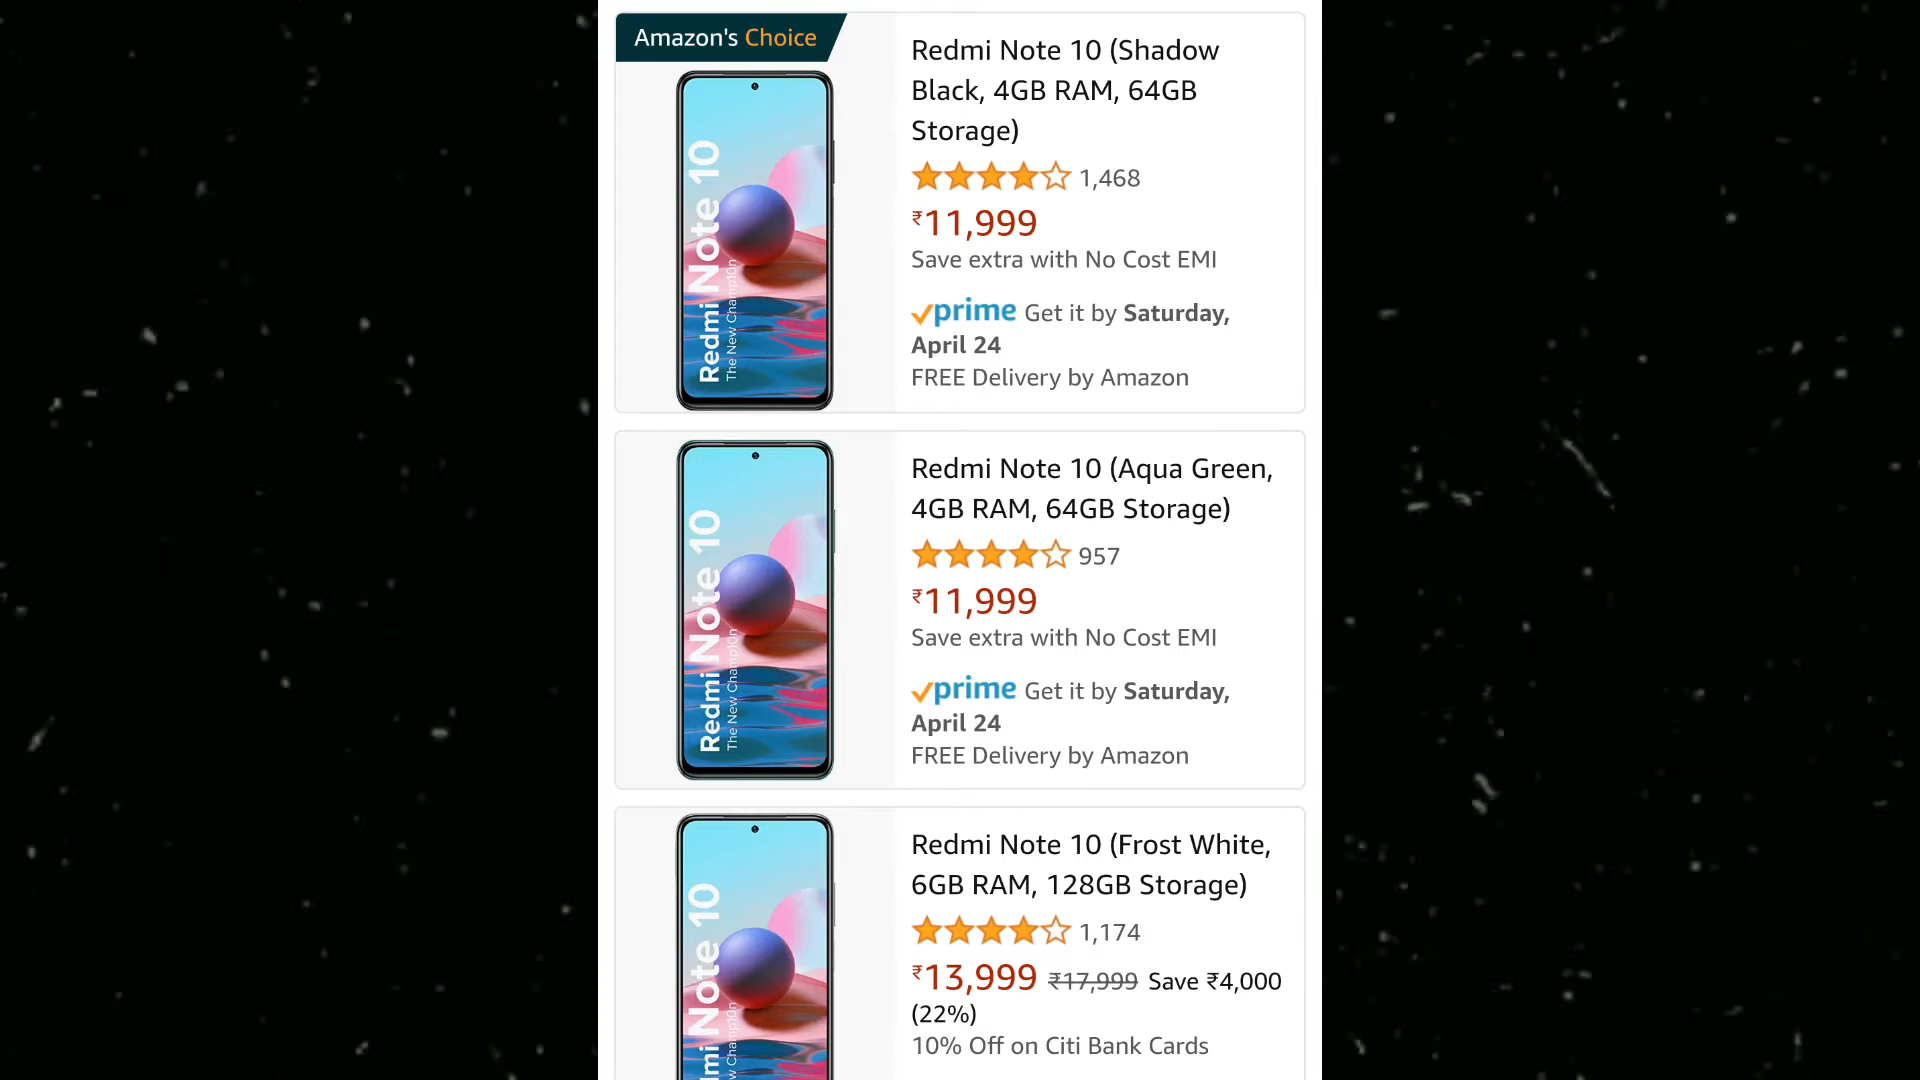 Amazon's Choice
Redmi Note 10
The New Champ10n
Redmi Note 10 (Shadow
Black, 4GB RAM, 64GB
Storage)
1,468
₹11,999
Save extra with No Cost EMI
prime Get it by Saturday,
April 24
FREE Delivery by Amazon
Redmi Note 10
The New Champ10n
Redmi Note 10 (Aqua Green,
4GB RAM, 64GB Storage)
957
₹11,999
Save extra with No Cost EMI
prime Get it by Saturday,
April 24
FREE Delivery by Amazon
mi Note 10
w Champ10n
Redmi Note 10 (Frost White,
6GB RAM, 128GB Storage)
1,174
₹13,999 ₹17,999 Save ₹4,000
(22%)
10% Off on Citi Bank Cards